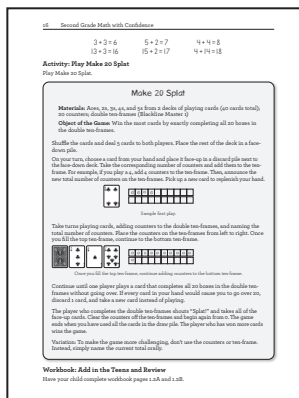 16 Second Grade Math with Confidence
3 + 3 = 6 5 + 2 = 7 4 + 4 = 8
13 + 3 = 16 15 + 2 = 17 4 + 14 = 18
Activity: Play Make 20 Splat
Play Make 20 Splat.
Make 20 Splat
Materials: Aces, 2s, 3s, 4s, and 5s from 2 decks of playing cards (40 cards total);
20 counters; double ten-frames (Blackline Master 1)
Object of the Game: Win the most cards by exactly completing all 20 boxes in
the double ten-frames.
Shuffle the cards and deal 5 cards to both players. Place the rest of the deck in a face-
down pile.
On your turn, choose a card from your hand and place it face-up in a discard pile next to
the face-down deck. Take the corresponding number of counters and add them to the ten-
frame. For example, if you play a 4, add 4 counters to the ten-frame. Then, announce the
new total number of counters on the ten-frames. Pick up a new card to replenish your hand.
Sample first play.
Take turns playing cards, adding counters to the double ten-frames, and naming the
total number of counters. Place the counters on the ten-frames from left to right. Once
you fill the top ten-frame, continue to the bottom ten-frame.
Once you fill the top ten-frame, continue adding counters to the bottom ten-frame.
Continue until one player plays a card that completes all 20 boxes in the double ten-
frames without going over. If every card in your hand would cause you to go over 20,
discard 1 card, and take a new card instead of playing.
The player who completes the double ten-frames shouts "Splat!" and takes all of the
face-up cards. Clear the counters off the ten-frames and begin again from 0. The game
ends when you have used all the cards in the draw pile. The player who has won more cards
wins the game.
Variation: To make the game more challenging, don't use the counters or ten-frame.
Instead, simply name the current total orally.
Workbook: Add in the Teens and Review
Have your child complete workbook pages 1.2A and 1.2B.